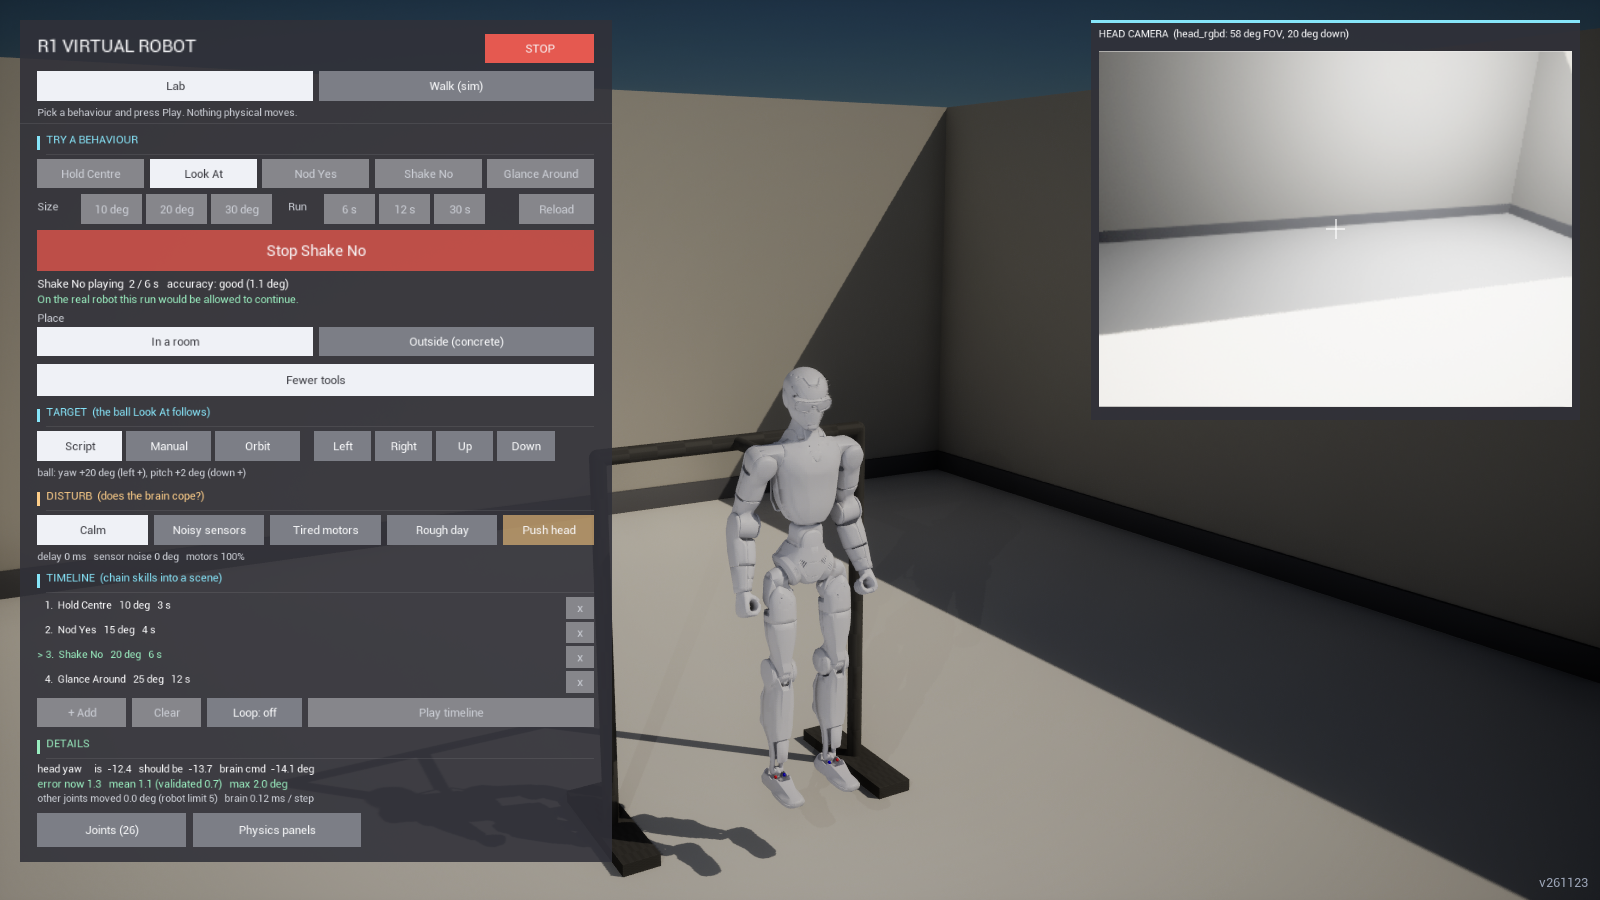 R1 VIRTUAL ROBOT
STOP
Lab
Walk (sim)
Pick a behaviour and press Play. Nothing physical moves.
TRY A BEHAVIOUR
Hold Centre
Look At
Nod Yes
Shake No
Glance Around
Size
10 deg
20 deg
30 deg
Run
6 s
12 s
30 s
Reload
Stop Shake No
Shake No playing 2 / 6 s accuracy: good (1.1 deg)
On the real robot this run would be allowed to continue.
Place
In a room
Outside (concrete)
Fewer tools
TARGET (the ball Look At follows)
Script
Manual
Orbit
Left
Right
Up
Down
ball: yaw +20 deg (left +), pitch +2 deg (down +)
DISTURB (does the brain cope?)
Calm
Noisy sensors
Tired motors
Rough day
Push head
delay 0 ms sensor noise 0 deg motors 100%
TIMELINE (chain skills into a scene)
1. Hold Centre 10 deg 3 s
x
2. Nod Yes 15 deg 4 s
x
> 3. Shake No 20 deg 6 s
x
4. Glance Around 25 deg 12 s
x
+ Add
Clear
Loop: off
Play timeline
DETAILS
head yaw is -12.4 should be -13.7 brain cmd -14.1 deg
error now 1.3 mean 1.1 (validated 0.7) max 2.0 deg
other joints moved 0.0 deg (robot limit 5) brain 0.12 ms / step
Joints (26)
Physics panels
HEAD CAMERA (head_rgbd: 58 deg FOV, 20 deg down)
v261123